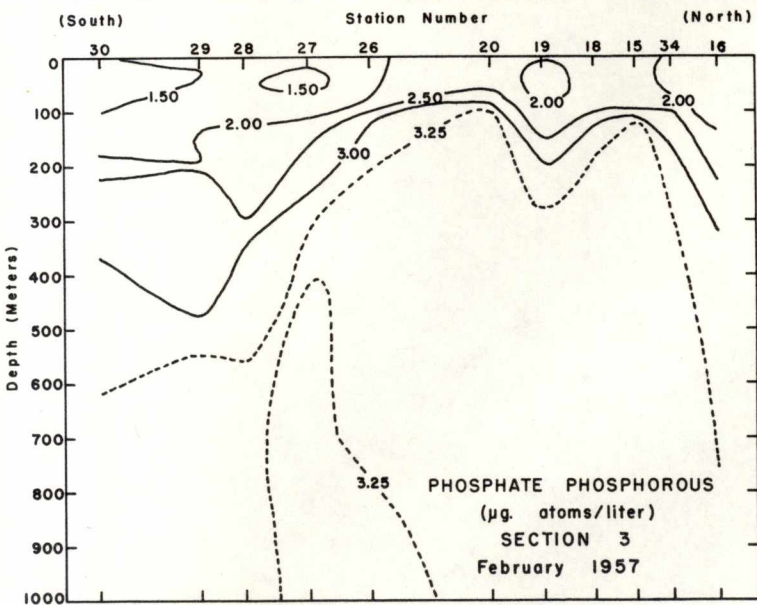 (South) Station Number (North)
30 29 28 27 26 20 19 18 15 34 16
0
100
200
300
400
500
600
700
800
900
1000
Depth (Meters)
1.50
1.50
2.00
2.00
2.00
2.50
3.00
3.25
3.25
PHOSPHATE PHOSPHOROUS
(µg. atoms/liter)
SECTION 3
February 1957